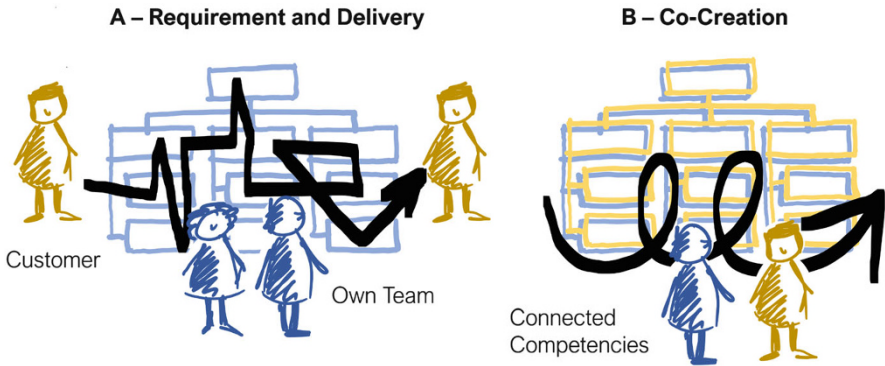 A – Requirement and Delivery
B – Co-Creation
Customer
Own Team
Connected
Competencies